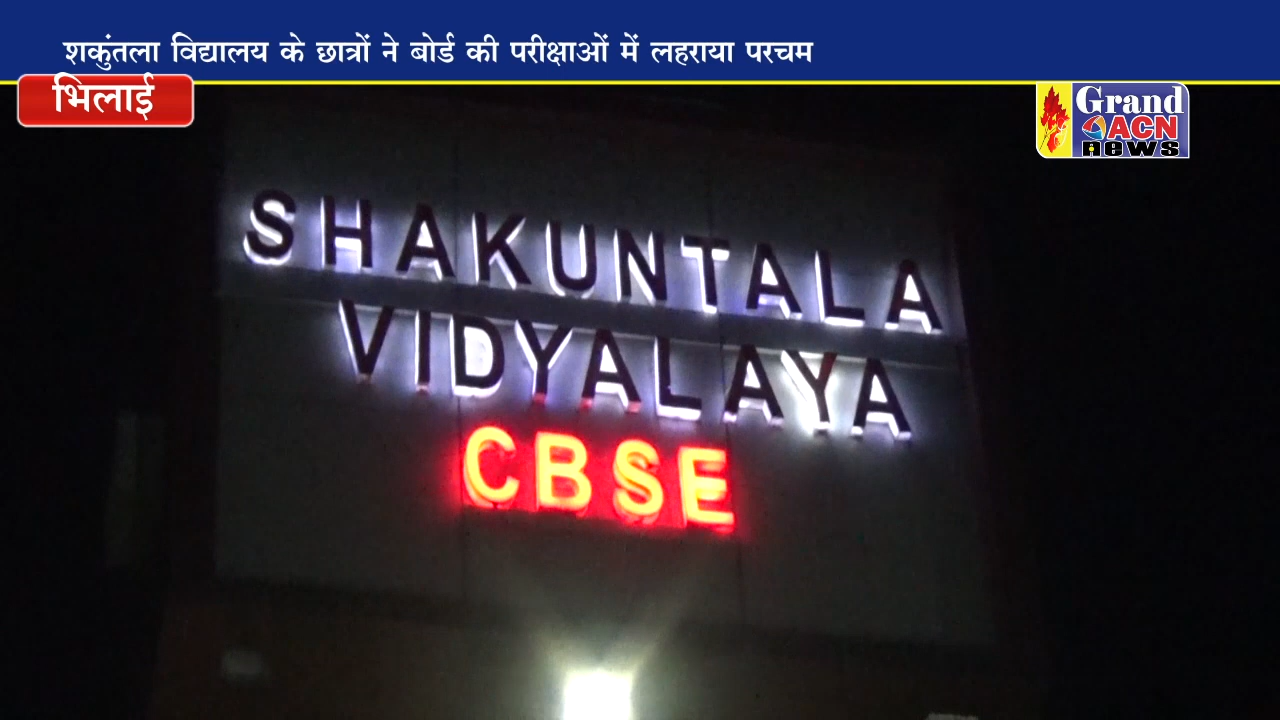 शकुंतला विद्यालय के छात्रों ने बोर्ड की परीक्षाओं में लहराया परचम
भिलाई
Grand
ACN
news
SHAKUNTALA
VIDYALAYA
CBSE